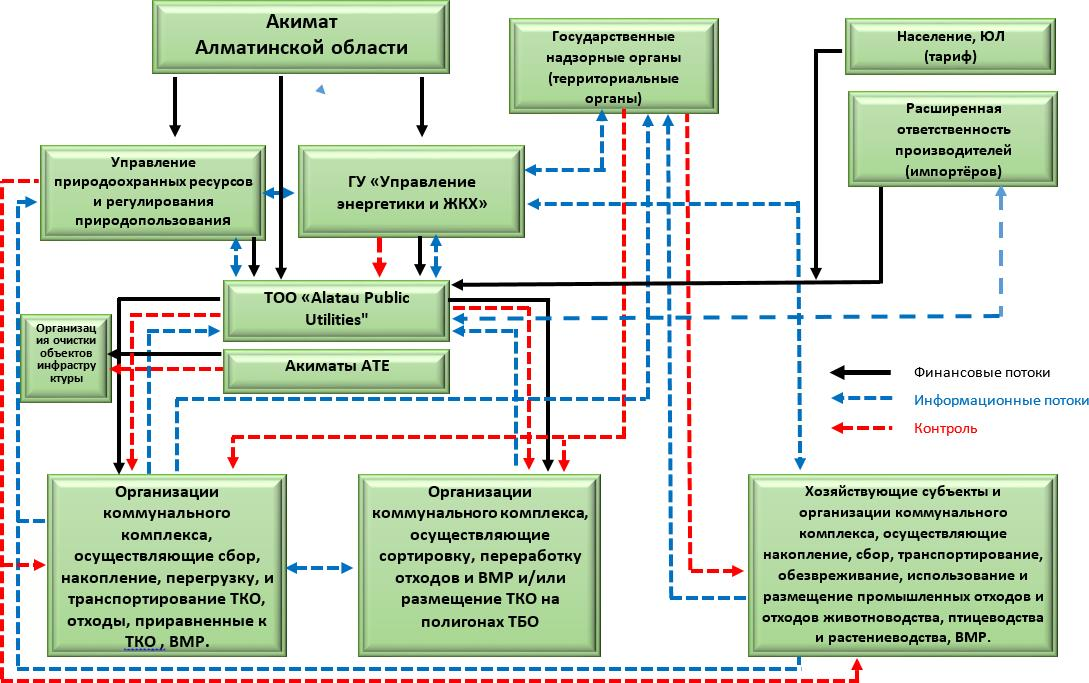 Акимат
Алматинской области
Государственные
надзорные органы
(территориальные
органы)
Население, ЮЛ
(тариф)
Расширенная
ответственность
производителей
(импортёров)
Управление
природоохранных ресурсов
и регулирования
природопользования
ГУ «Управление
энергетики и ЖКХ»
ТОО «Alatau Public
Utilities"
Организац
ия очистки
объектов
инфрастру
ктуры
Акиматы АТЕ
Финансовые потоки
Информационные потоки
Контроль
Организации
коммунального
комплекса,
осуществляющие сбор,
накопление, перегрузку, и
транспортирование ТКО,
отходы, приравненные к
ТКО , ВМР.
Организации
коммунального комплекса,
осуществляющие
сортировку, переработку
отходов и ВМР и/или
размещение ТКО на
полигонах ТБО
Хозяйствующие субъекты и
организации коммунального
комплекса, осуществляющие
накопление, сбор, транспортирование,
обезвреживание, использование и
размещение промышленных отходов и
отходов животноводства, птицеводства
и растениеводства, ВМР.